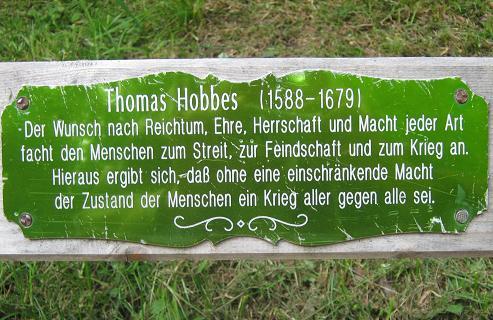 Thomas Hobbes (1588-1679)
Der Wunsch nach Reichtum, Ehre, Herrschaft und Macht jeder Art
facht den Menschen zum Streit, zur Feindschaft und zum Krieg an.
Hieraus ergibt sich, daß ohne eine einschränkende Macht
der Zustand der Menschen ein Krieg aller gegen alle sei.